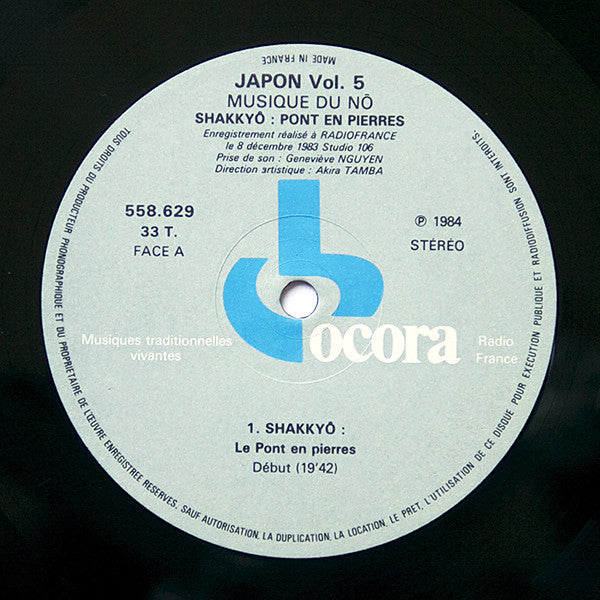 MADE IN FRANCE
JAPON Vol. 5
MUSIQUE DU NÔ
SHAKKYÔ : PONT EN PIERRES
Enregistrement réalisé à RADIOFRANCE
le 8 décembre 1983 Studio 106
Prise de son : Geneviève NGUYEN
Direction artistique : Akira TAMBA
558.629
33 T.
FACE A
℗ 1984
STÉRÉO
Musiques traditionnelles
vivantes
ocora
Radio
France
1. SHAKKYÔ :
Le Pont en pierres
Début (19'42)
TOUS DROITS DU PRODUCTEUR PHONOGRAPHIQUE ET DU PROPRIETAIRE DE L'ŒUVRE ENREGISTREE RESERVES, SAUF AUTORISATION, LA DUPLICATION, LA LOCATION, LE PRET, L'UTILISATION DE CE DISQUE POUR EXECUTION PUBLIQUE ET RADIODIFFUSION SONT INTERDITS.